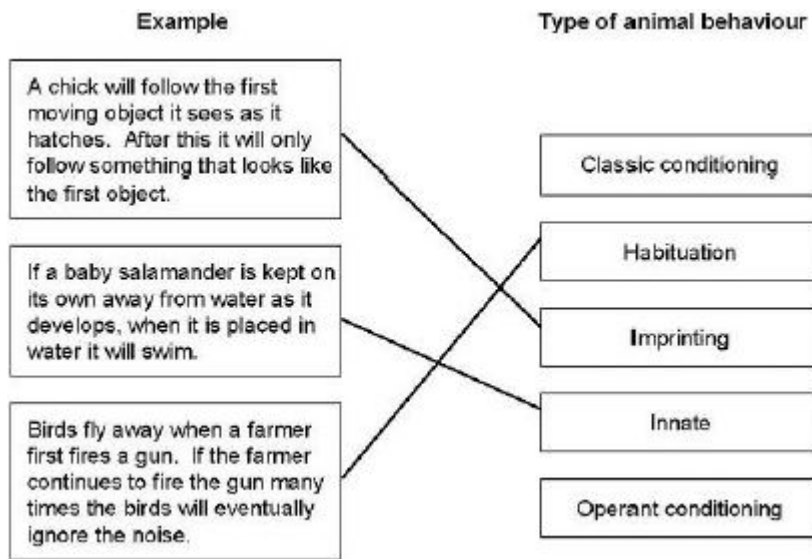 Example
Type of animal behaviour
A chick will follow the first
moving object it sees as it
hatches. After this it will only
follow something that looks like
the first object.
If a baby salamander is kept on
its own away from water as it
develops, when it is placed in
water it will swim.
Birds fly away when a farmer
first fires a gun. If the farmer
continues to fire the gun many
times the birds will eventually
ignore the noise.
Classic conditioning
Habituation
Imprinting
Innate
Operant conditioning